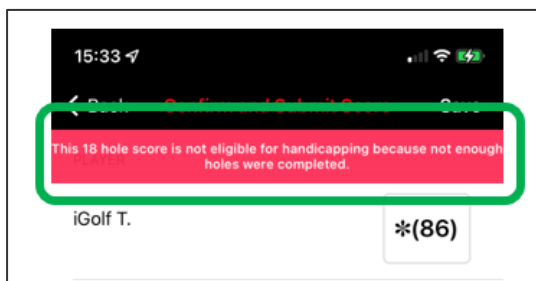 15:33
Back Confirm and Submit Score Save
This 18 hole score is not eligible for handicapping because not enough
holes were completed.
PLAYER
iGolf T.
*(86)